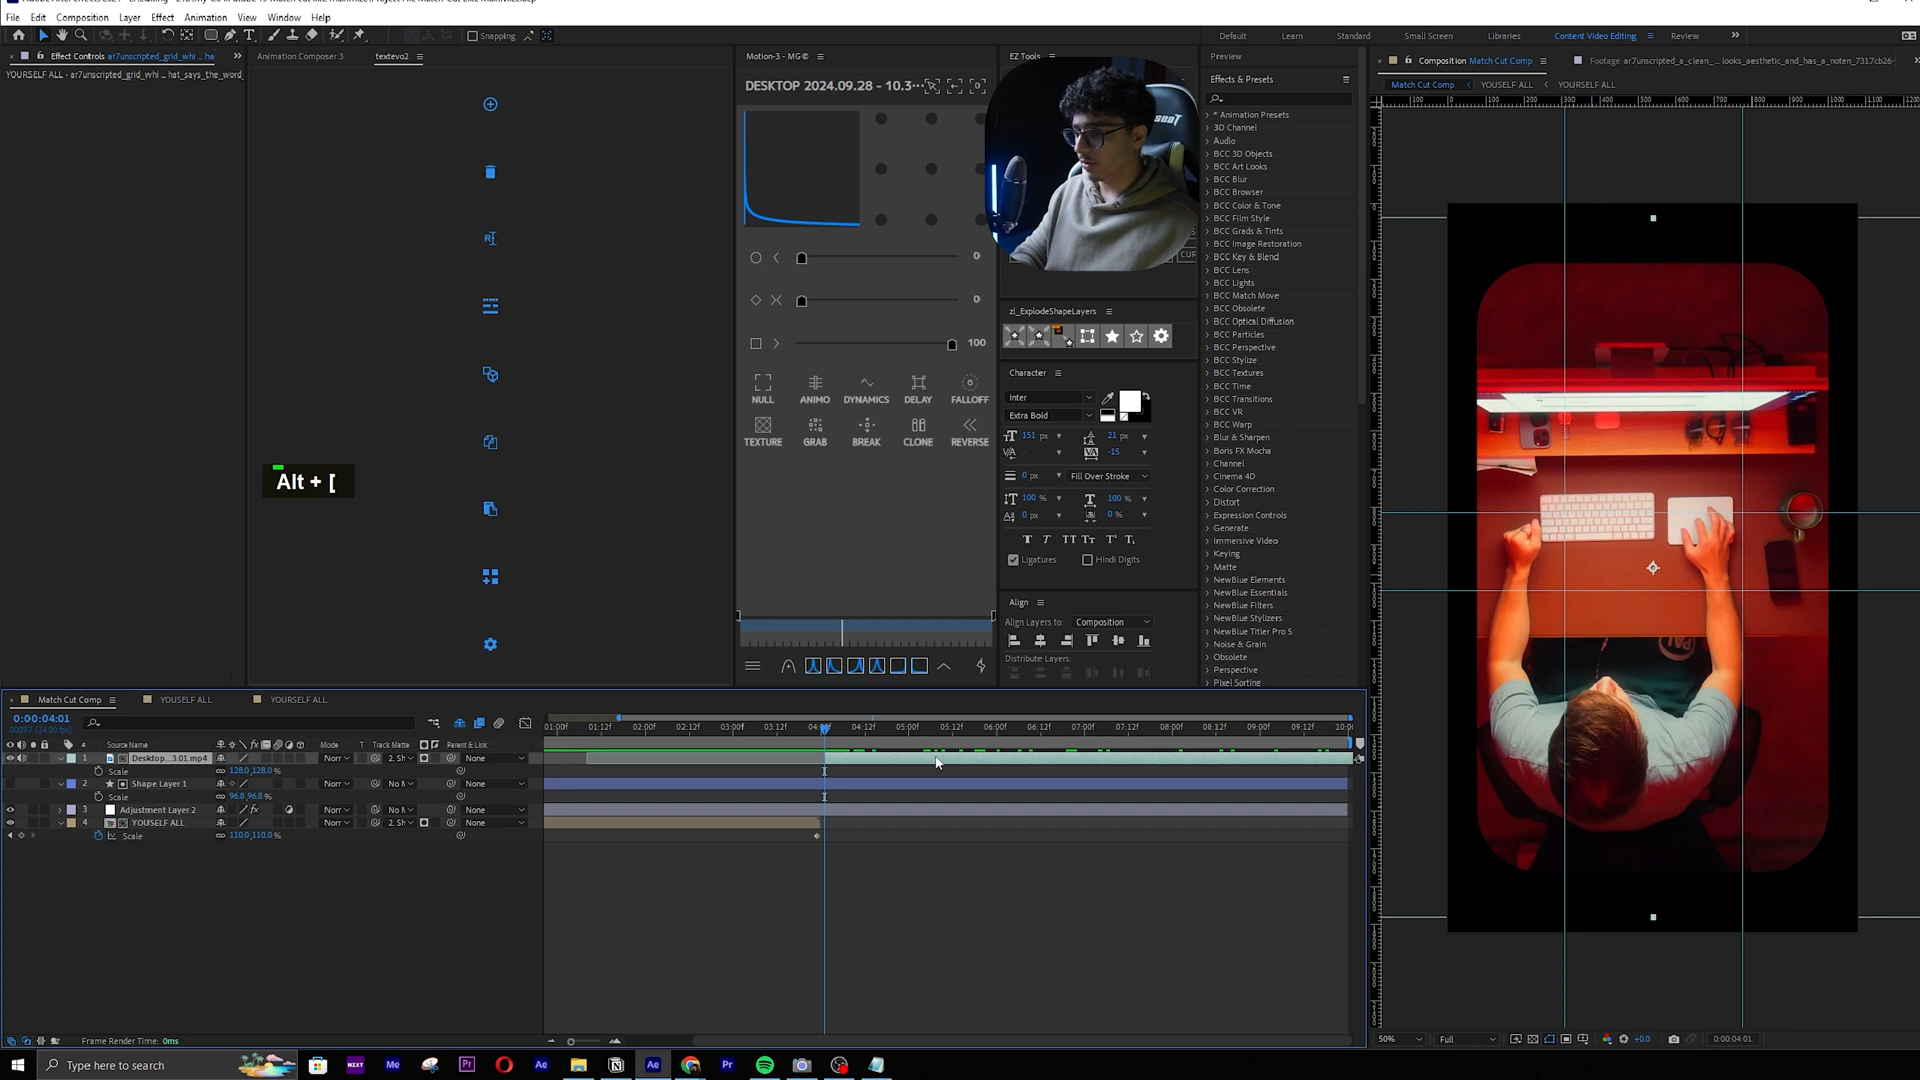 File Edit Composition Layer Effect Animation View Window Help
Snapping
Default Learn Standard Small Screen Libraries Content Video Editing Review
Effect Controls ar7unscripted_grid_whi ... ha
YOURSELF ALL · ar7unscripted_grid_whi ... hat_says_the_word_
Animation Composer 3
textevo2
Motion-3 - MG©
DESKTOP 2024.09.28 - 10.3···
0
0
100
NULL ANIMO DYNAMICS DELAY FALLOFF
TEXTURE GRAB BREAK CLONE REVERSE
Alt + [
EZ Tools
CUR
zl_ExplodeShapeLayers
Character
Inter
Extra Bold
151 px
21 px
-15
0 px
Fill Over Stroke
100 %
100 %
0 px
0 %
Ligatures
Hindi Digits
Align
Align Layers to: Composition
Distribute Layers:
Preview
Effects & Presets
* Animation Presets
3D Channel
Audio
BCC 3D Objects
BCC Art Looks
BCC Blur
BCC Browser
BCC Color & Tone
BCC Film Style
BCC Grads & Tints
BCC Image Restoration
BCC Key & Blend
BCC Lens
BCC Lights
BCC Match Move
BCC Obsolete
BCC Optical Diffusion
BCC Particles
BCC Perspective
BCC Stylize
BCC Textures
BCC Time
BCC Transitions
BCC VR
BCC Warp
Blur & Sharpen
Boris FX Mocha
Channel
Cinema 4D
Color Correction
Distort
Expression Controls
Generate
Immersive Video
Keying
Matte
NewBlue Elements
NewBlue Essentials
NewBlue Filters
NewBlue Stylizers
NewBlue Titler Pro 5
Noise & Grain
Obsolete
Perspective
Pixel Sorting
Composition Match Cut Comp
Footage ar7unscripted_a_clean_... looks_aesthetic_and_has_a_noten_7317cb26-
Match Cut Comp
YOUSELF ALL
YOURSELF ALL
50%
Full
+0.0
0:00:04:01
Match Cut Comp
YOUSELF ALL
YOURSELF ALL
0:00:04:01
00097 (24.00 fps)
# Source Name Mode T Track Matte Parent & Link
1 Desktop...3.01.mp4 Norr 2. Sh None
Scale 128.0,128.0%
2 Shape Layer 1 Norr No M None
Scale 96.8,96.8%
3 Adjustment Layer 2 Norr No M None
4 YOUSELF ALL Norr 2. Sh None
Scale 110.0,110.0%
01:00f 01:12f 02:00f 02:12f 03:00f 03:12f 04:12f 05:00f 05:12f 06:00f 06:12f 07:00f 07:12f 08:00f 08:12f 09:00f 09:12f
Frame Render Time: 0ms
Type here to search